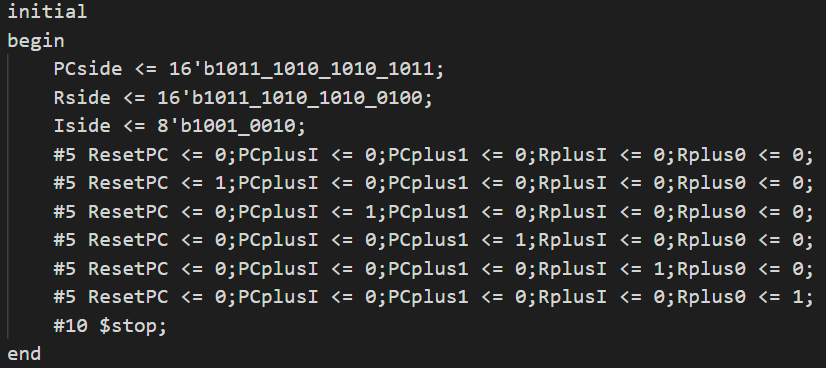 initial
begin
PCside <= 16'b1011_1010_1010_1011;
Rside <= 16'b1011_1010_1010_0100;
Iside <= 8'b1001_0010;
#5 ResetPC <= 0;PCplusI <= 0;PCplus1 <= 0;RplusI <= 0;Rplus0 <= 0;
#5 ResetPC <= 1;PCplusI <= 0;PCplus1 <= 0;RplusI <= 0;Rplus0 <= 0;
#5 ResetPC <= 0;PCplusI <= 1;PCplus1 <= 0;RplusI <= 0;Rplus0 <= 0;
#5 ResetPC <= 0;PCplusI <= 0;PCplus1 <= 1;RplusI <= 0;Rplus0 <= 0;
#5 ResetPC <= 0;PCplusI <= 0;PCplus1 <= 0;RplusI <= 1;Rplus0 <= 0;
#5 ResetPC <= 0;PCplusI <= 0;PCplus1 <= 0;RplusI <= 0;Rplus0 <= 1;
#10 $stop;
end